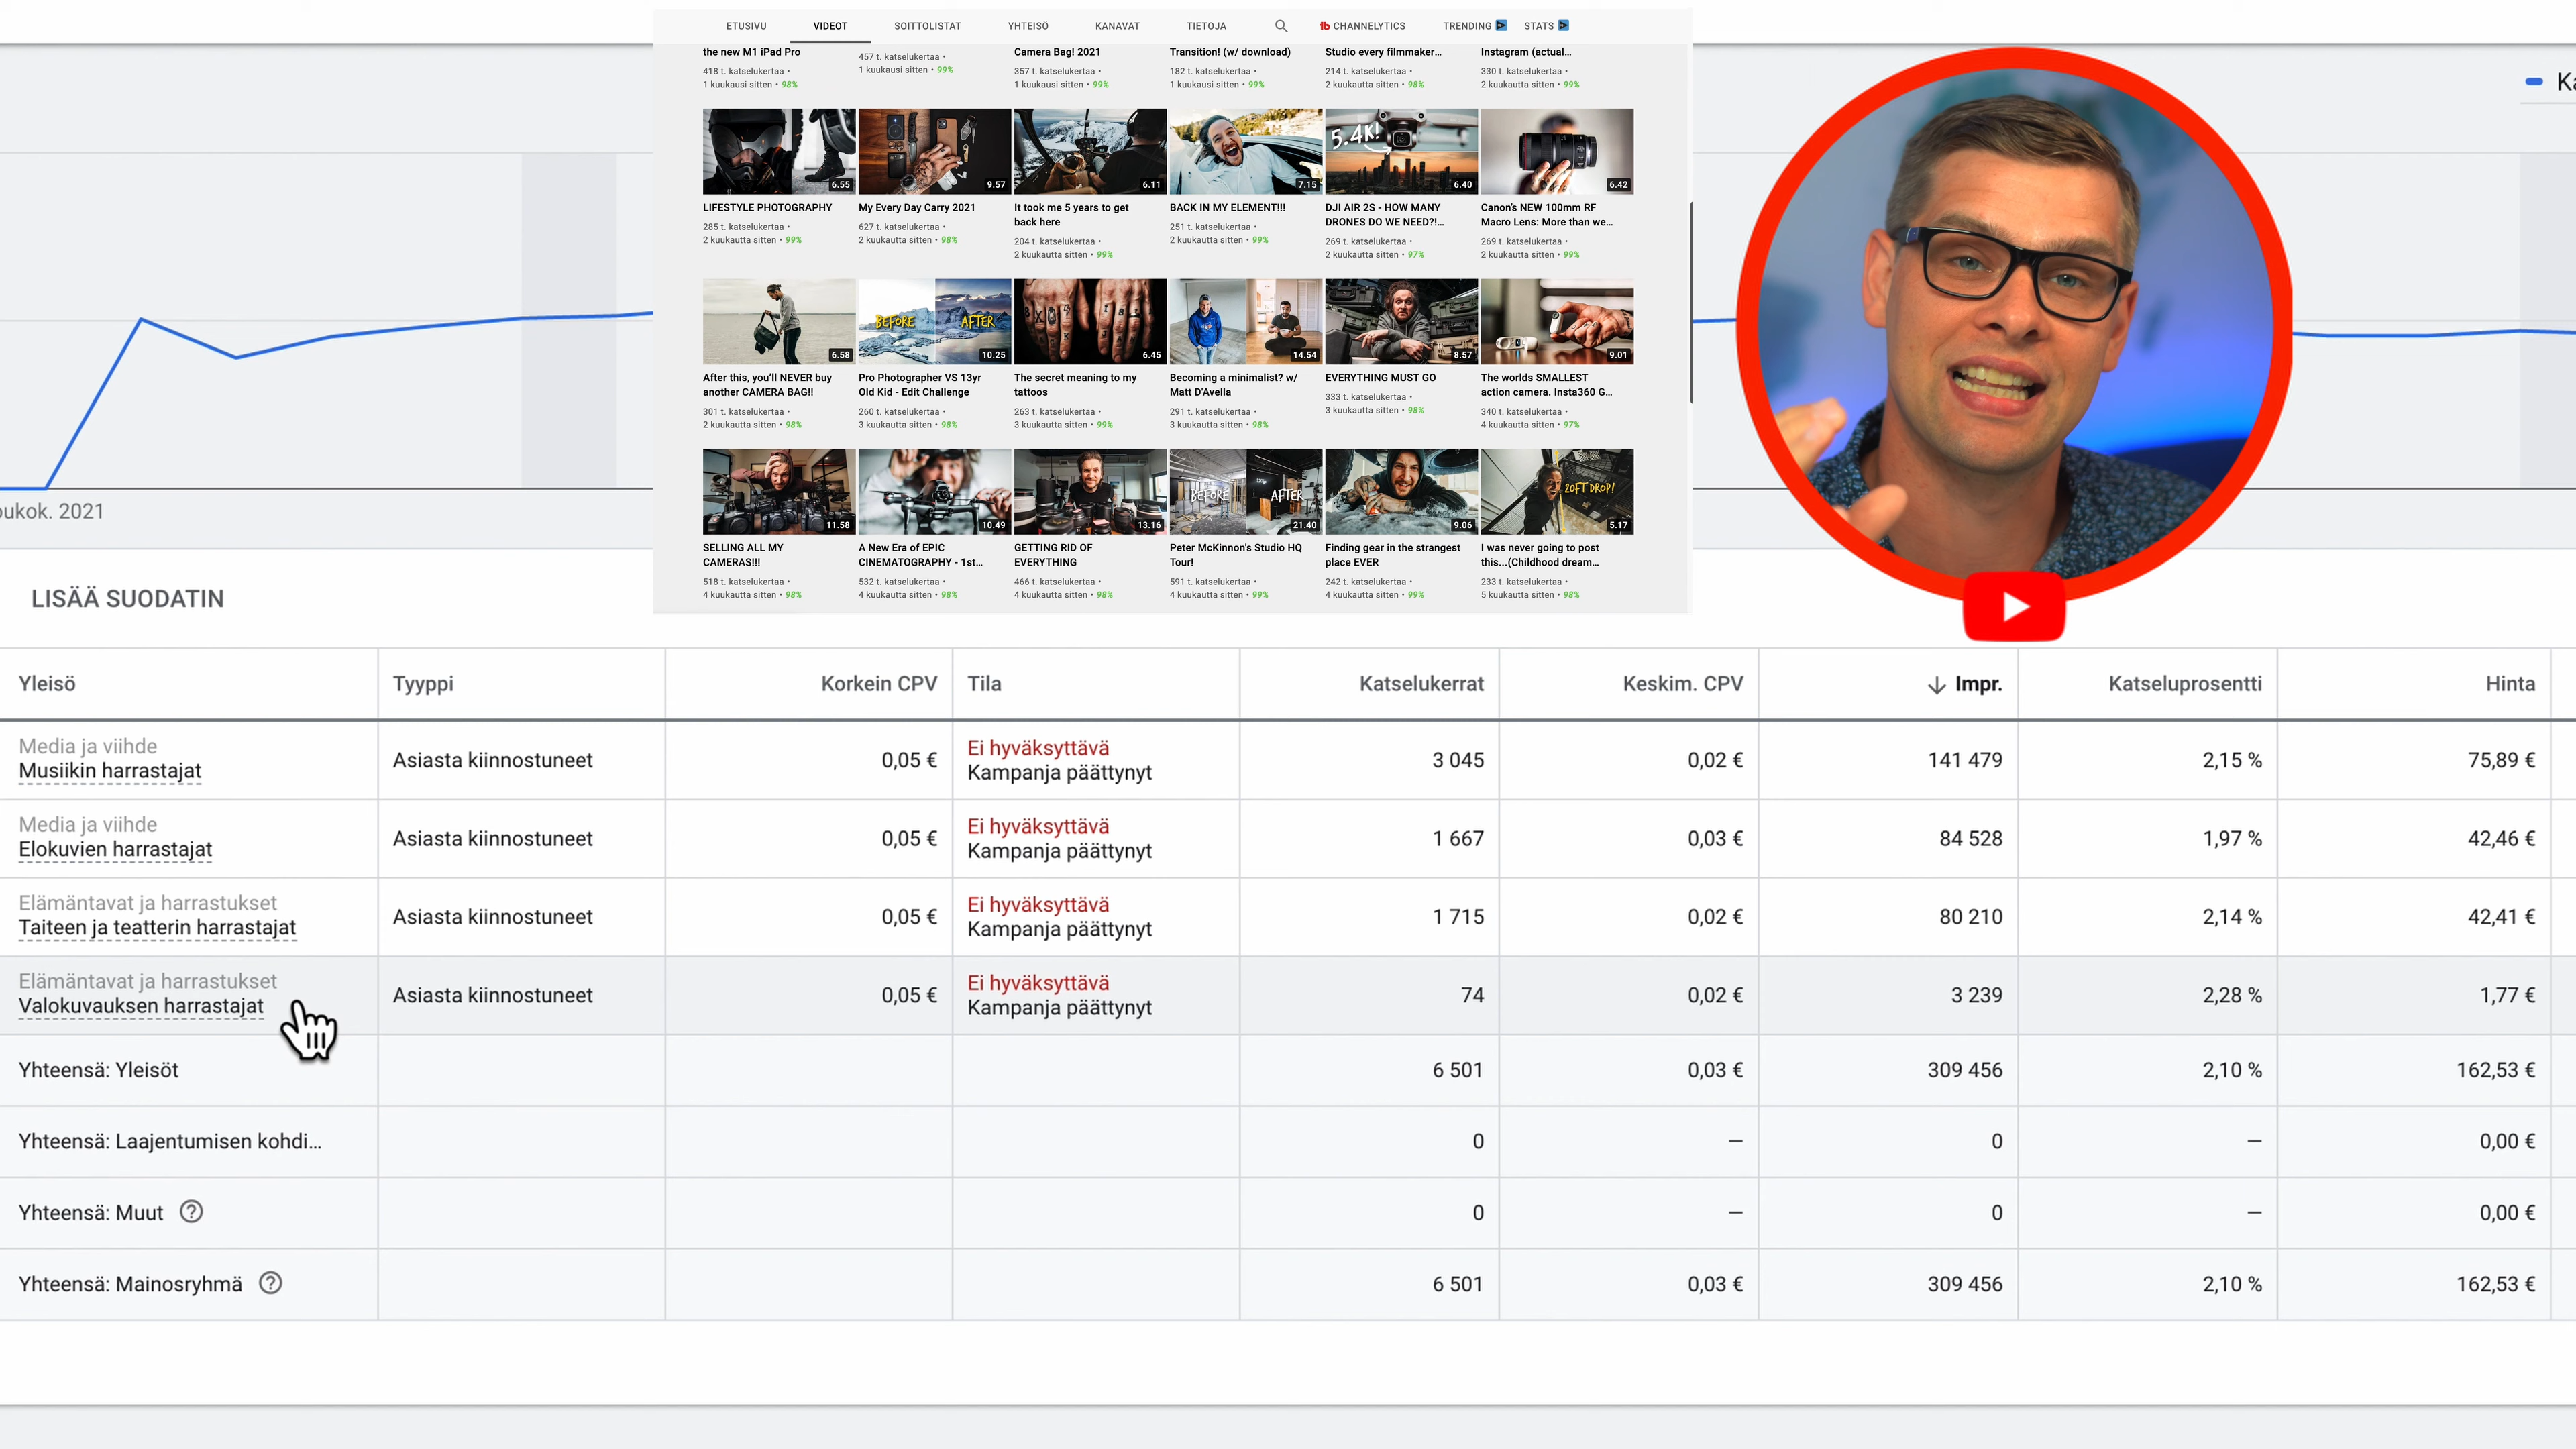 ETUSIVU VIDEOT SOITTOLISTAT YHTEISÖ KANAVAT TIETOJA CHANNELYTICS TRENDING STATS
the new M1 iPad Pro
418 t. katselukertaa •
1 kuukausi sitten • 98%
457 t. katselukertaa •
1 kuukausi sitten • 99%
Camera Bag! 2021
357 t. katselukertaa •
1 kuukausi sitten • 99%
Transition! (w/ download)
182 t. katselukertaa •
1 kuukausi sitten • 99%
Studio every filmmaker...
214 t. katselukertaa •
2 kuukautta sitten • 98%
Instagram (actual...
330 t. katselukertaa •
2 kuukautta sitten • 99%
6.55
LIFESTYLE PHOTOGRAPHY
285 t. katselukertaa •
2 kuukautta sitten • 99%
9.57
My Every Day Carry 2021
627 t. katselukertaa •
2 kuukautta sitten • 98%
6.11
It took me 5 years to get
back here
204 t. katselukertaa •
2 kuukautta sitten • 99%
7.15
BACK IN MY ELEMENT!!!
251 t. katselukertaa •
2 kuukautta sitten • 99%
5.4K!
6.40
DJI AIR 2S - HOW MANY
DRONES DO WE NEED?!...
269 t. katselukertaa •
2 kuukautta sitten • 97%
6.42
Canon's NEW 100mm RF
Macro Lens: More than we...
269 t. katselukertaa •
2 kuukautta sitten • 99%
6.58
After this, you'll NEVER buy
another CAMERA BAG!!
301 t. katselukertaa •
2 kuukautta sitten • 98%
BEFORE AFTER
10.25
Pro Photographer VS 13yr
Old Kid - Edit Challenge
260 t. katselukertaa •
3 kuukautta sitten • 98%
6.45
The secret meaning to my
tattoos
263 t. katselukertaa •
3 kuukautta sitten • 99%
14.54
Becoming a minimalist? w/
Matt D'Avella
291 t. katselukertaa •
3 kuukautta sitten • 98%
8.57
EVERYTHING MUST GO
333 t. katselukertaa •
3 kuukautta sitten • 98%
9.01
The worlds SMALLEST
action camera. Insta360 G...
340 t. katselukertaa •
4 kuukautta sitten • 97%
11.58
SELLING ALL MY
CAMERAS!!!
518 t. katselukertaa •
4 kuukautta sitten • 98%
10.49
A New Era of EPIC
CINEMATOGRAPHY - 1st...
532 t. katselukertaa •
4 kuukautta sitten • 98%
13.16
GETTING RID OF
EVERYTHING
466 t. katselukertaa •
4 kuukautta sitten • 98%
BEFORE AFTER
21.40
Peter McKinnon's Studio HQ
Tour!
591 t. katselukertaa •
4 kuukautta sitten • 99%
9.06
Finding gear in the strangest
place EVER
242 t. katselukertaa •
4 kuukautta sitten • 99%
20FT DROP!
5.17
I was never going to post
this...(Childhood dream...
233 t. katselukertaa •
5 kuukautta sitten • 98%
Ka
oukok. 2021
LISÄÄ SUODATIN
Yleisö Tyyppi Korkein CPV Tila Katselukerrat Keskim. CPV Impr. Katseluprosentti Hinta
Media ja viihde
Musiikin harrastajat
Asiasta kiinnostuneet 0,05 €
Ei hyväksyttävä
Kampanja päättynyt
3 045 0,02 € 141 479 2,15 % 75,89 €
Media ja viihde
Elokuvien harrastajat
Asiasta kiinnostuneet 0,05 €
Ei hyväksyttävä
Kampanja päättynyt
1 667 0,03 € 84 528 1,97 % 42,46 €
Elämäntavat ja harrastukset
Taiteen ja teatterin harrastajat
Asiasta kiinnostuneet 0,05 €
Ei hyväksyttävä
Kampanja päättynyt
1 715 0,02 € 80 210 2,14 % 42,41 €
Elämäntavat ja harrastukset
Valokuvauksen harrastajat
Asiasta kiinnostuneet 0,05 €
Ei hyväksyttävä
Kampanja päättynyt
74 0,02 € 3 239 2,28 % 1,77 €
Yhteensä: Yleisöt 6 501 0,03 € 309 456 2,10 % 162,53 €
Yhteensä: Laajentumisen kohdi... 0 — 0 — 0,00 €
Yhteensä: Muut 0 — 0 — 0,00 €
Yhteensä: Mainosryhmä 6 501 0,03 € 309 456 2,10 % 162,53 €